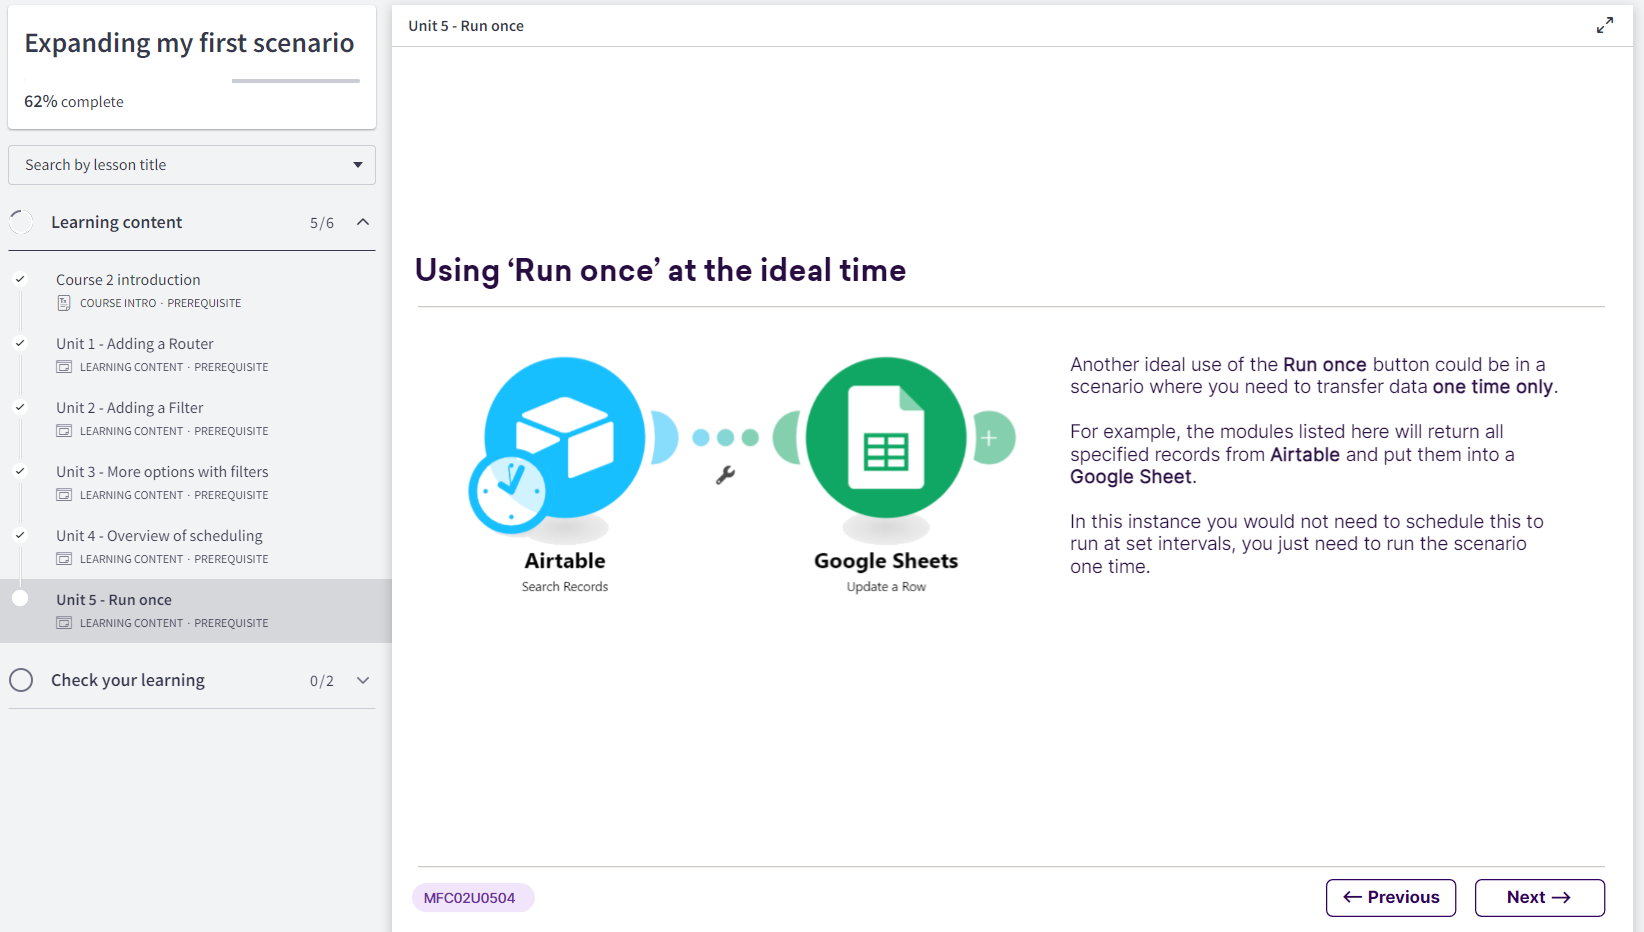 Expanding my first scenario
62% complete
Search by lesson title
Learning content 5/6
Course 2 introduction
COURSE INTRO · PREREQUISITE
Unit 1 - Adding a Router
LEARNING CONTENT · PREREQUISITE
Unit 2 - Adding a Filter
LEARNING CONTENT · PREREQUISITE
Unit 3 - More options with filters
LEARNING CONTENT · PREREQUISITE
Unit 4 - Overview of scheduling
LEARNING CONTENT · PREREQUISITE
Unit 5 - Run once
LEARNING CONTENT · PREREQUISITE
Check your learning 0/2
Unit 5 - Run once
Using ‘Run once’ at the ideal time
Airtable
Search Records
Google Sheets
Update a Row
Another ideal use of the Run once button could be in a
scenario where you need to transfer data one time only.
For example, the modules listed here will return all
specified records from Airtable and put them into a
Google Sheet.
In this instance you would not need to schedule this to
run at set intervals, you just need to run the scenario
one time.
MFC02U0504
← Previous
Next →